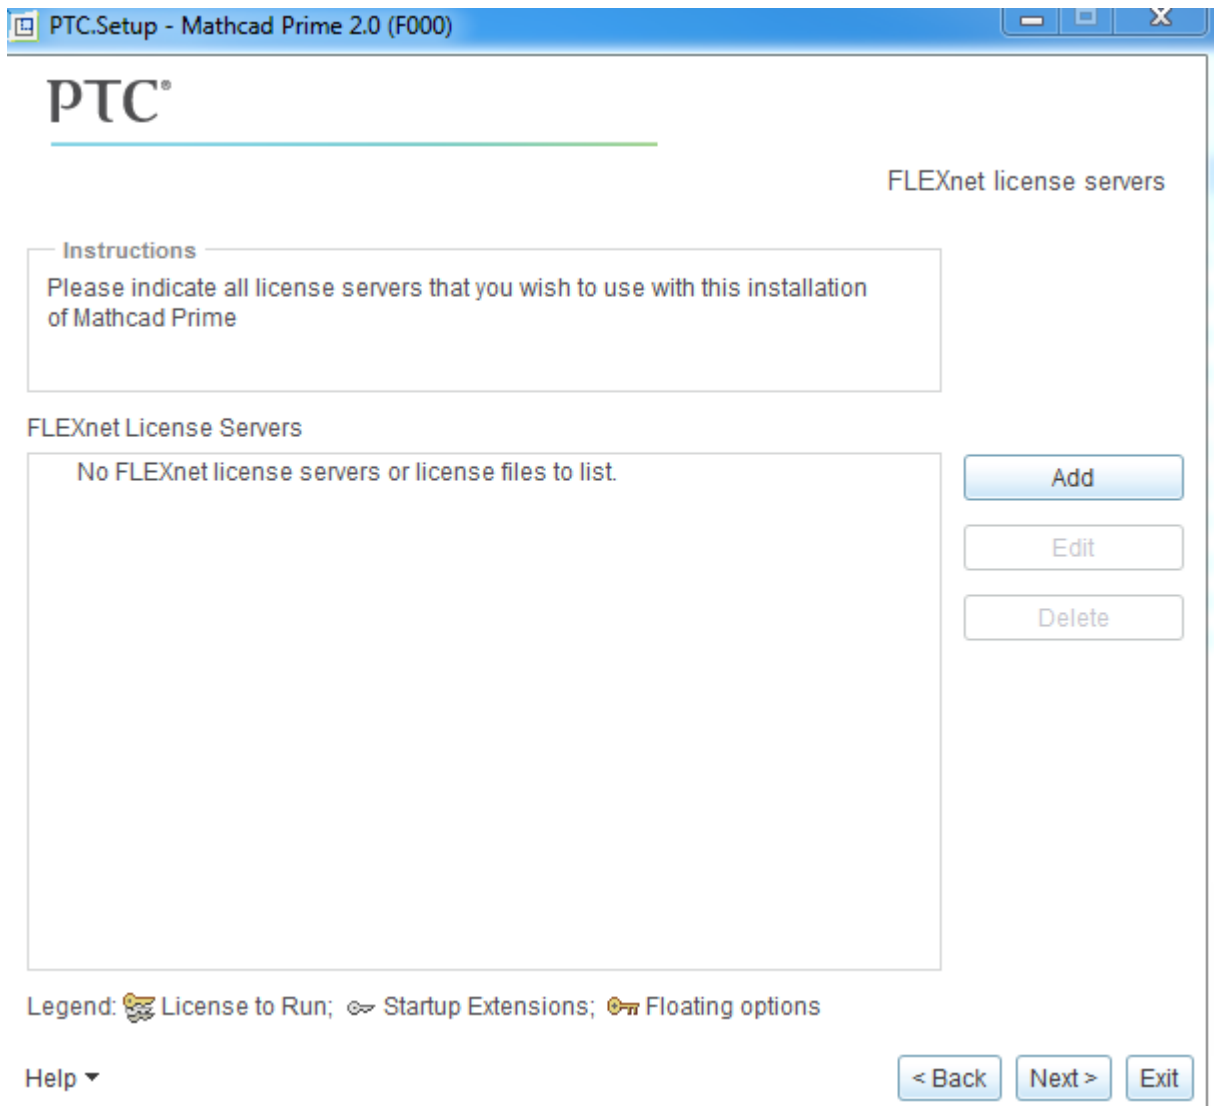 PTC.Setup - Mathcad Prime 2.0 (F000)
PTC®
FLEXnet license servers
Instructions
Please indicate all license servers that you wish to use with this installation
of Mathcad Prime
FLEXnet License Servers
No FLEXnet license servers or license files to list.
Add
Edit
Delete
Legend: License to Run; Startup Extensions; Floating options
Help
< Back Next > Exit